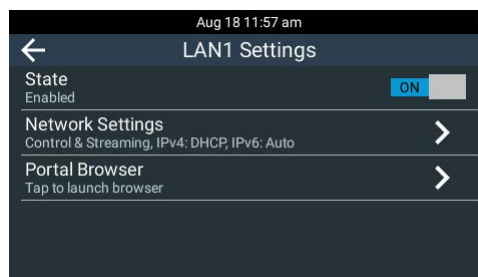 Aug 18 11:57 am
LAN1 Settings
State
Enabled
ON
Network Settings
Control & Streaming, IPv4: DHCP, IPv6: Auto
Portal Browser
Tap to launch browser